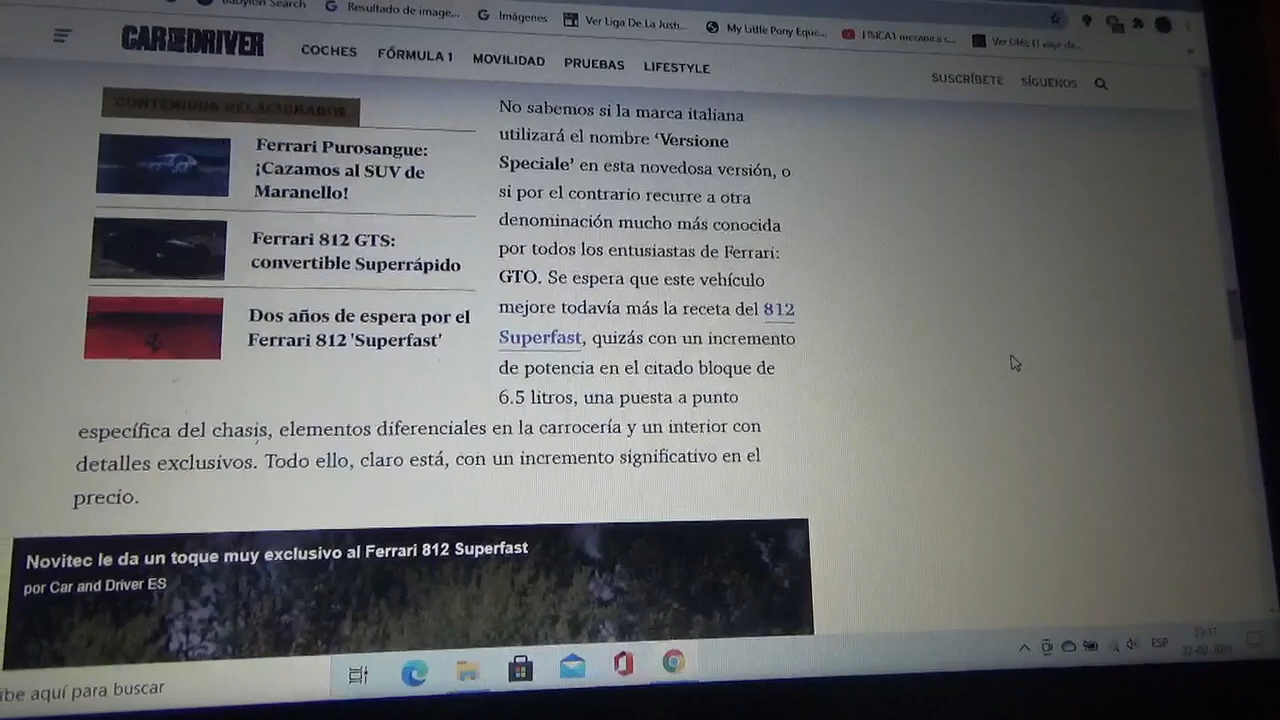 Babylon Search
Resultado de image...
Imágenes
Ver Liga De La Just...
My Little Pony Eque...
Ver Olés El viaje de...
CAR AND DRIVER
COCHES
FÓRMULA 1
MOVILIDAD
PRUEBAS
LIFESTYLE
SUSCRÍBETE
SÍGUENOS
CONTENIDOS RELACIONADOS
Ferrari Purosangue:
¡Cazamos al SUV de
Maranello!
Ferrari 812 GTS:
convertible Superrápido
Dos años de espera por el
Ferrari 812 'Superfast'
No sabemos si la marca italiana
utilizará el nombre ‘Versione
Speciale’ en esta novedosa versión, o
si por el contrario recurre a otra
denominación mucho más conocida
por todos los entusiastas de Ferrari:
GTO. Se espera que este vehículo
mejore todavía más la receta del 812
Superfast, quizás con un incremento
de potencia en el citado bloque de
6.5 litros, una puesta a punto
específica del chasis, elementos diferenciales en la carrocería y un interior con
detalles exclusivos. Todo ello, claro está, con un incremento significativo en el
precio.
Novitec le da un toque muy exclusivo al Ferrari 812 Superfast
por Car and Driver ES
ibe aquí para buscar
ESP